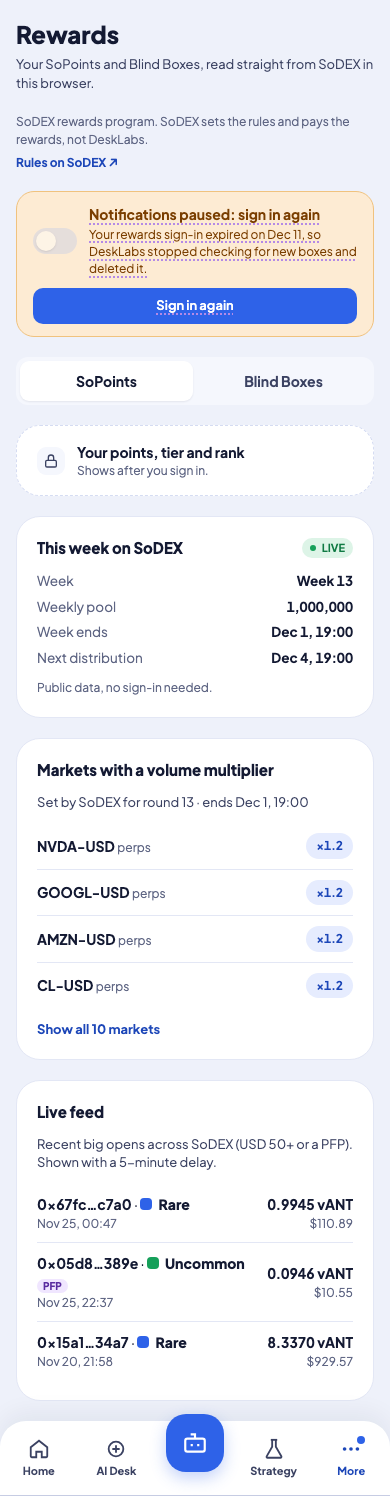 Rewards
Your SoPoints and Blind Boxes, read straight from SoDEX in
this browser.
SoDEX rewards program. SoDEX sets the rules and pays the
rewards, not DeskLabs.
Rules on SoDEX ↗
Notifications paused: sign in again
Your rewards sign-in expired on Dec 11, so
DeskLabs stopped checking for new boxes and
deleted it.
Sign in again
SoPoints Blind Boxes
Your points, tier and rank
Shows after you sign in.
This week on SoDEX LIVE
Week Week 13
Weekly pool 1,000,000
Week ends Dec 1, 19:00
Next distribution Dec 4, 19:00
Public data, no sign-in needed.
Markets with a volume multiplier
Set by SoDEX for round 13 · ends Dec 1, 19:00
NVDA-USD perps ×1.2
GOOGL-USD perps ×1.2
AMZN-USD perps ×1.2
CL-USD perps ×1.2
Show all 10 markets
Live feed
Recent big opens across SoDEX (USD 50+ or a PFP).
Shown with a 5-minute delay.
0×67fc…c7a0 · Rare 0.9945 vANT
Nov 25, 00:47 $110.89
0×05d8…389e · Uncommon 0.0946 vANT
PFP $10.55
Nov 25, 22:37
0×15a1…34a7 · Rare 8.3370 vANT
Nov 20, 21:58 $929.57
Home AI Desk Strategy More